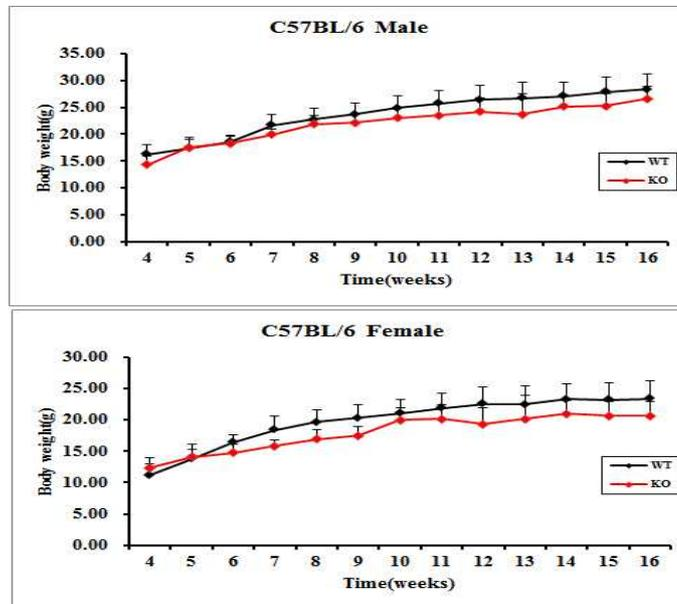 C57BL/6 Male
35.00
30.00
25.00
20.00
15.00
10.00
5.00
0.00
Body weight(g)
WT
KO
4 5 6 7 8 9 10 11 12 13 14 15 16
Time(weeks)
C57BL/6 Female
30.00
25.00
20.00
15.00
10.00
5.00
0.00
Body weight(g)
WT
KO
4 5 6 7 8 9 10 11 12 13 14 15 16
Time(weeks)